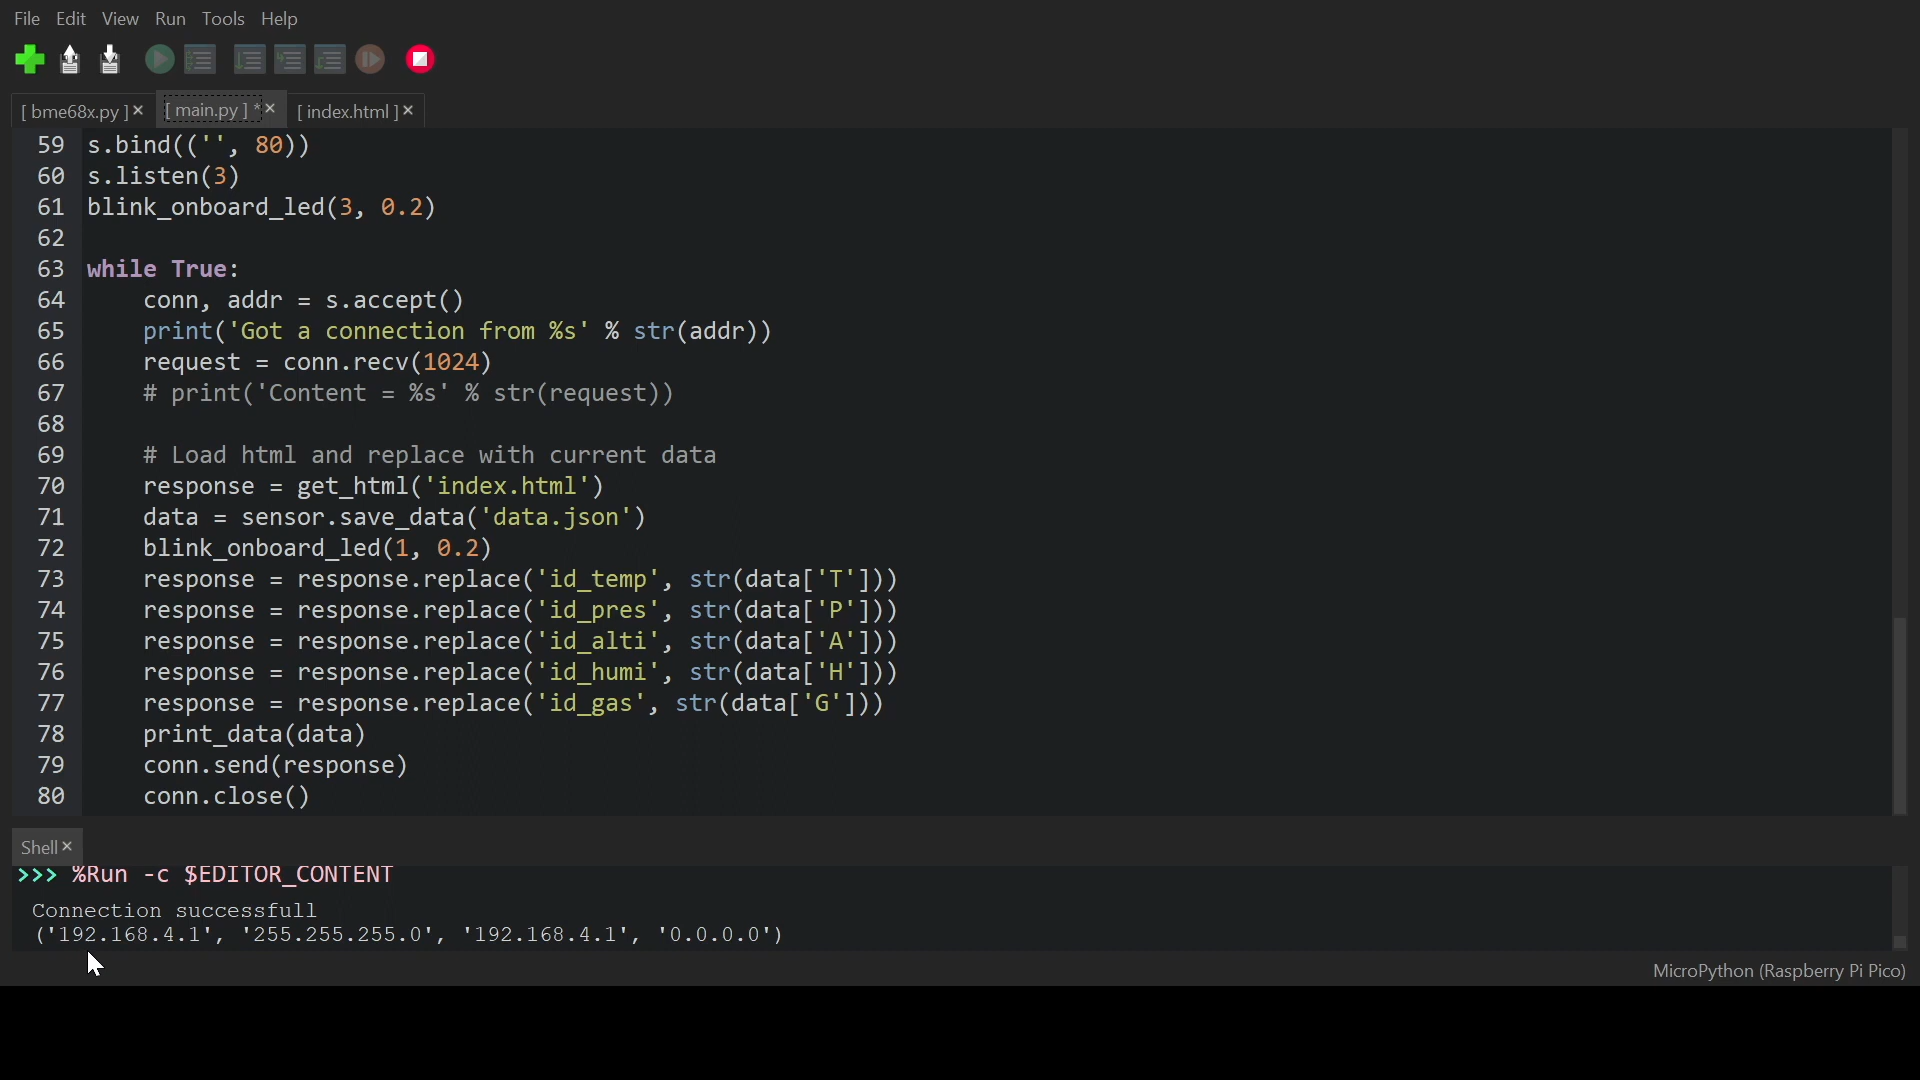 File Edit View Run Tools Help
[ bme68x.py ] × [ main.py ] * × [ index.html ] ×
59 s.bind(('', 80))
60 s.listen(3)
61 blink_onboard_led(3, 0.2)
62
63 while True:
64     conn, addr = s.accept()
65     print('Got a connection from %s' % str(addr))
66     request = conn.recv(1024)
67     # print('Content = %s' % str(request))
68
69     # Load html and replace with current data
70     response = get_html('index.html')
71     data = sensor.save_data('data.json')
72     blink_onboard_led(1, 0.2)
73     response = response.replace('id_temp', str(data['T']))
74     response = response.replace('id_pres', str(data['P']))
75     response = response.replace('id_alti', str(data['A']))
76     response = response.replace('id_humi', str(data['H']))
77     response = response.replace('id_gas', str(data['G']))
78     print_data(data)
79     conn.send(response)
80     conn.close()
Shell ×
>>> %Run -c $EDITOR_CONTENT
Connection successfull
('192.168.4.1', '255.255.255.0', '192.168.4.1', '0.0.0.0')
MicroPython (Raspberry Pi Pico)